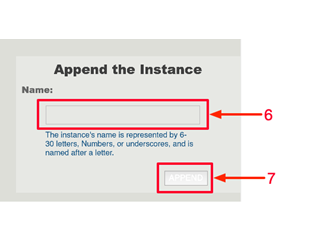 Append the Instance
Name:
6
The instance's name is represented by 6-
30 letters, Numbers, or underscores, and is
named after a letter.
APPEND
7